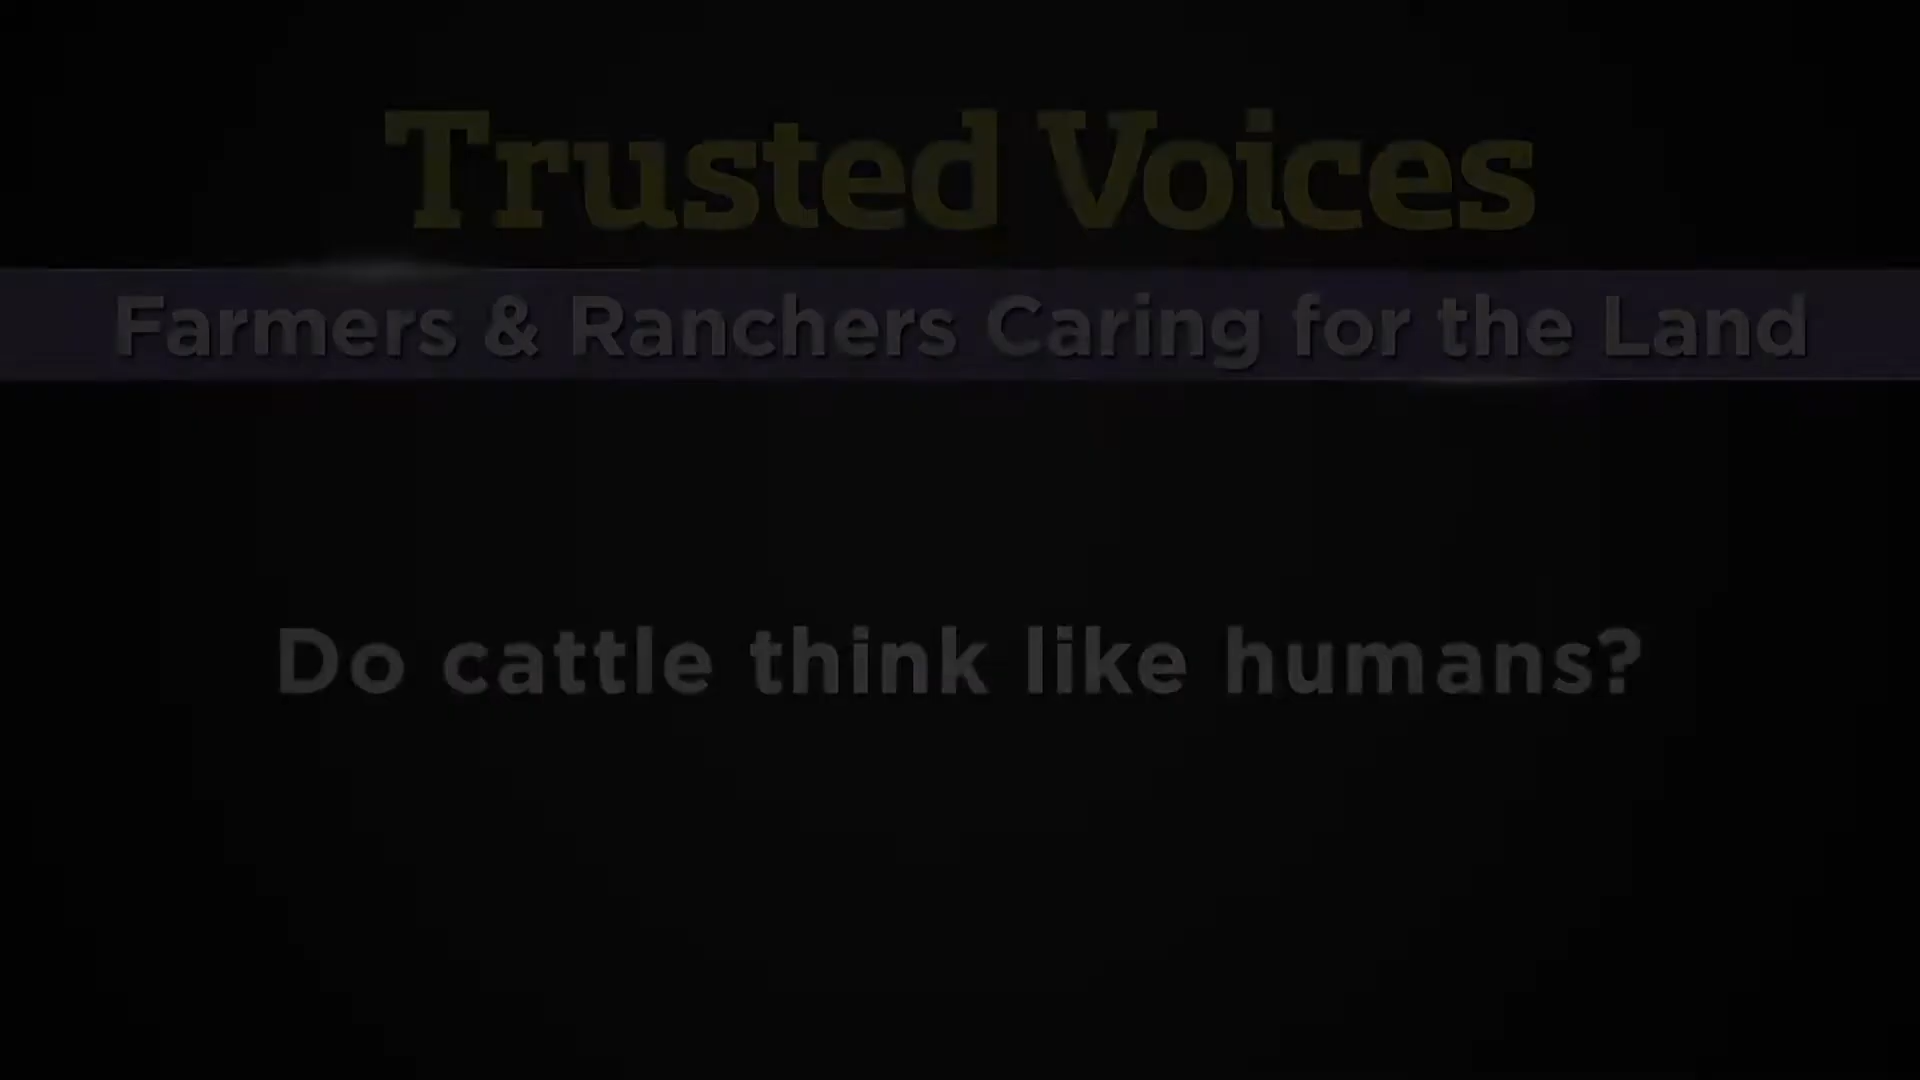 Trusted Voices
Farmers & Ranchers Caring for the Land
Do cattle think like humans?